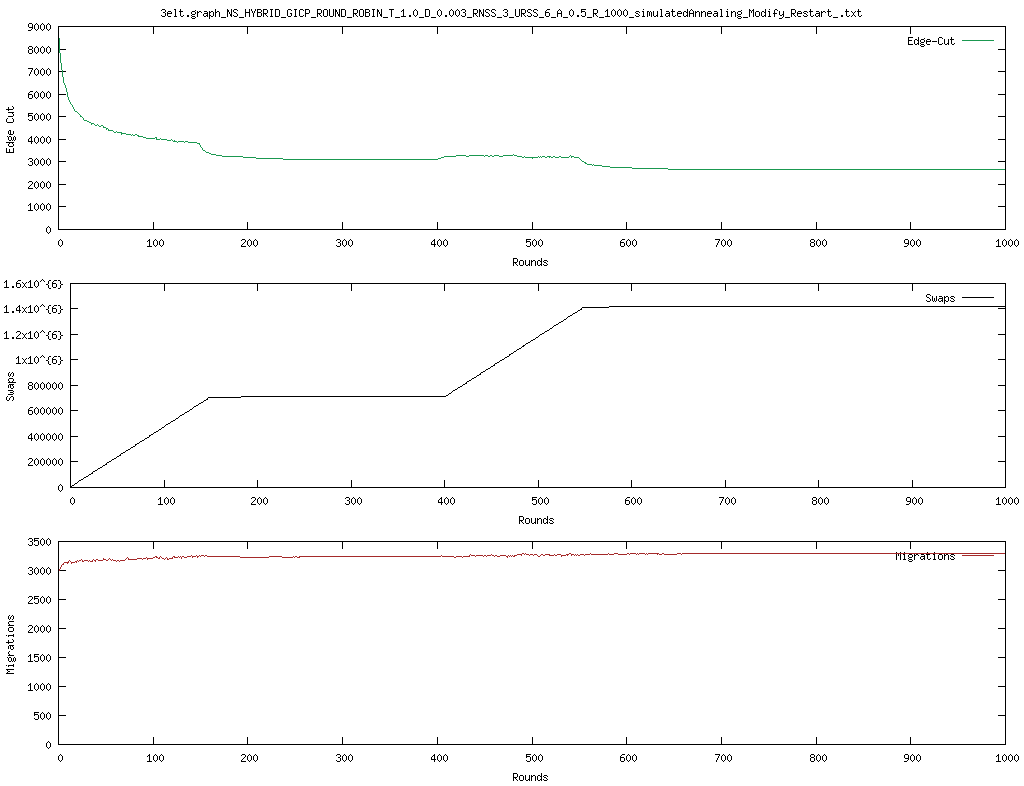 3elt.graph_NS_HYBRID_GICP_ROUND_ROBIN_T_1.0_D_0.003_RNSS_3_URSS_6_A_0.5_R_1000_simulatedAnnealing_Modify_Restart_.txt
9000
8000
7000
6000
5000
4000
3000
2000
1000
0
Edge Cut
Edge-Cut
0 100 200 300 400 500 600 700 800 900 1000
Rounds
1.6x10^{6}
1.4x10^{6}
1.2x10^{6}
1x10^{6}
800000
600000
400000
200000
0
Swaps
Swaps
0 100 200 300 400 500 600 700 800 900 1000
Rounds
3500
3000
2500
2000
1500
1000
500
0
Migrations
Migrations
0 100 200 300 400 500 600 700 800 900 1000
Rounds